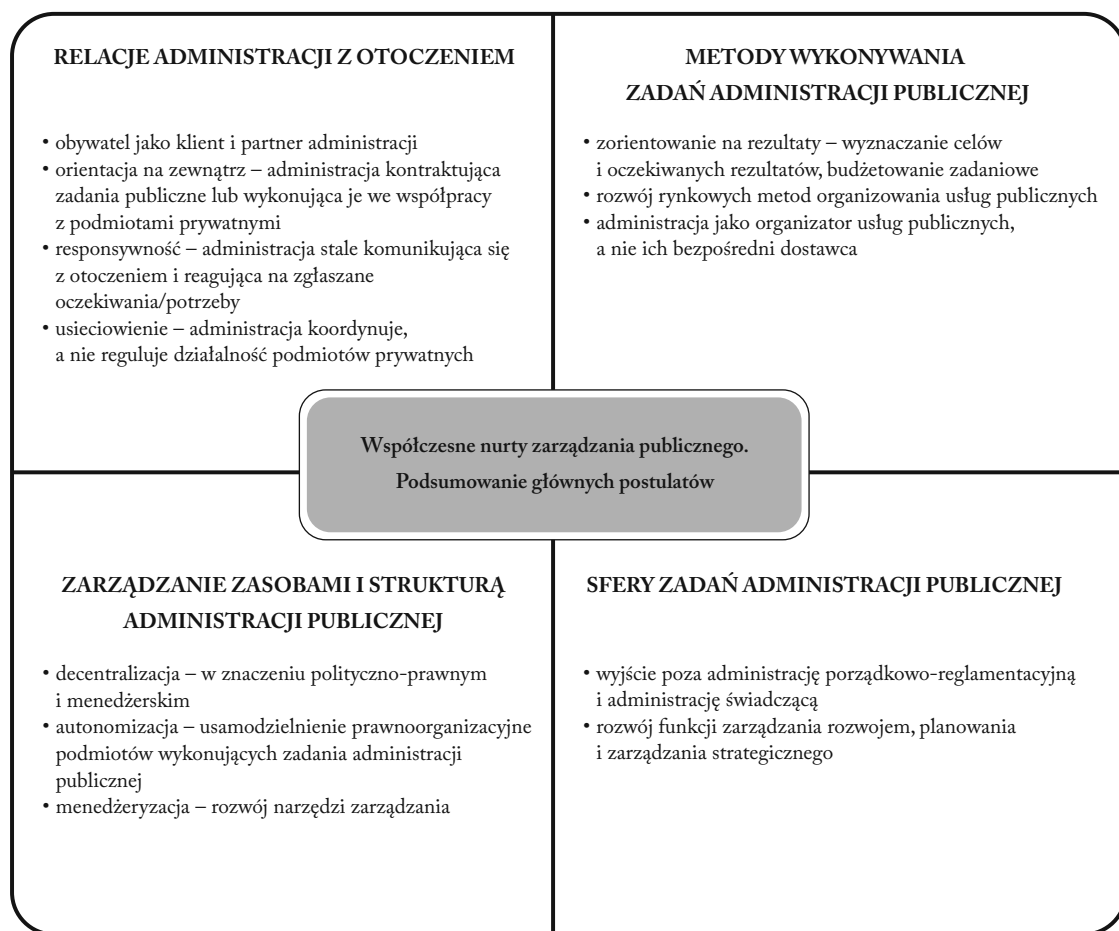 RELACJE ADMINISTRACJI Z OTOCZENIEM
• obywatel jako klient i partner administracji
• orientacja na zewnątrz – administracja kontraktująca
zadania publiczne lub wykonująca je we współpracy
z podmiotami prywatnymi
• responsywność – administracja stale komunikująca się
z otoczeniem i reagująca na zgłaszane
oczekiwania/potrzeby
• usieciowienie – administracja koordynuje,
a nie reguluje działalność podmiotów prywatnych
METODY WYKONYWANIA
ZADAŃ ADMINISTRACJI PUBLICZNEJ
• zorientowanie na rezultaty – wyznaczanie celów
i oczekiwanych rezultatów, budżetowanie zadaniowe
• rozwój rynkowych metod organizowania usług publicznych
• administracja jako organizator usług publicznych,
a nie ich bezpośredni dostawca
Współczesne nurty zarządzania publicznego.
Podsumowanie głównych postulatów
ZARZĄDZANIE ZASOBAMI I STRUKTURĄ
ADMINISTRACJI PUBLICZNEJ
• decentralizacja – w znaczeniu polityczno-prawnym
i menedżerskim
• autonomizacja – usamodzielnienie prawnoorganizacyjne
podmiotów wykonujących zadania administracji
publicznej
• menedżeryzacja – rozwój narzędzi zarządzania
SFERY ZADAŃ ADMINISTRACJI PUBLICZNEJ
• wyjście poza administrację porządkowo-reglamentacyjną
i administrację świadczącą
• rozwój funkcji zarządzania rozwojem, planowania
i zarządzania strategicznego